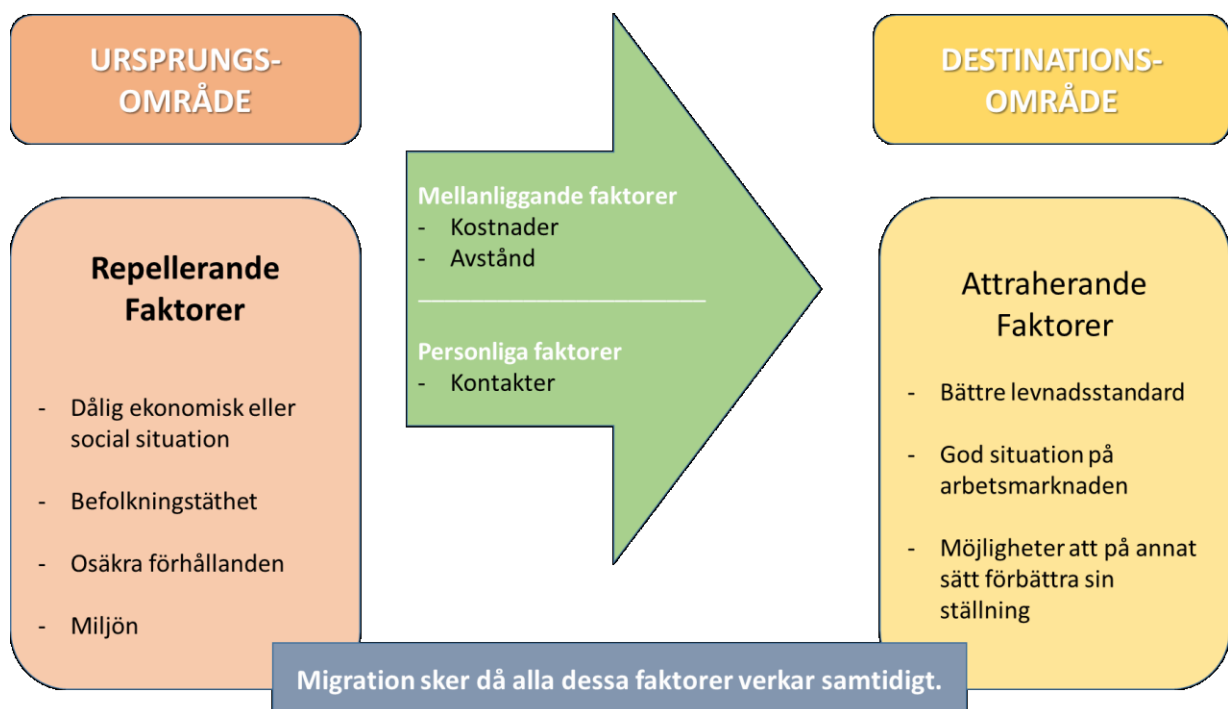 URSPRUNGS-
OMRÅDE
Repellerande
Faktorer
- Dålig ekonomisk eller
social situation
- Befolkningstäthet
- Osäkra förhållanden
- Miljön
Mellanliggande faktorer
- Kostnader
- Avstånd
Personliga faktorer
- Kontakter
DESTINATIONS-
OMRÅDE
Attraherande
Faktorer
- Bättre levnadsstandard
- God situation på
arbetsmarknaden
- Möjligheter att på annat
sätt förbättra sin
ställning
Migration sker då alla dessa faktorer verkar samtidigt.